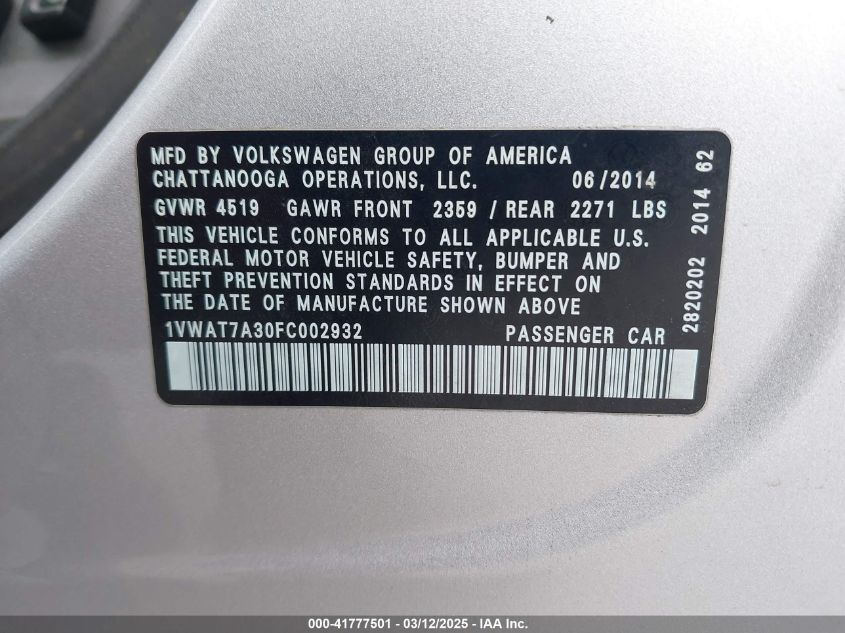 MFD BY VOLKSWAGEN GROUP OF AMERICA
CHATTANOOGA OPERATIONS, LLC. 06/2014
GVWR 4519 GAWR FRONT 2359 / REAR 2271 LBS
THIS VEHICLE CONFORMS TO ALL APPLICABLE U.S.
FEDERAL MOTOR VEHICLE SAFETY, BUMPER AND
THEFT PREVENTION STANDARDS IN EFFECT ON
THE DATE OF MANUFACTURE SHOWN ABOVE
1VWAT7A30FC002932 PASSENGER CAR
2820202 2014 62
000-41777501 - 03/12/2025 - IAA Inc.